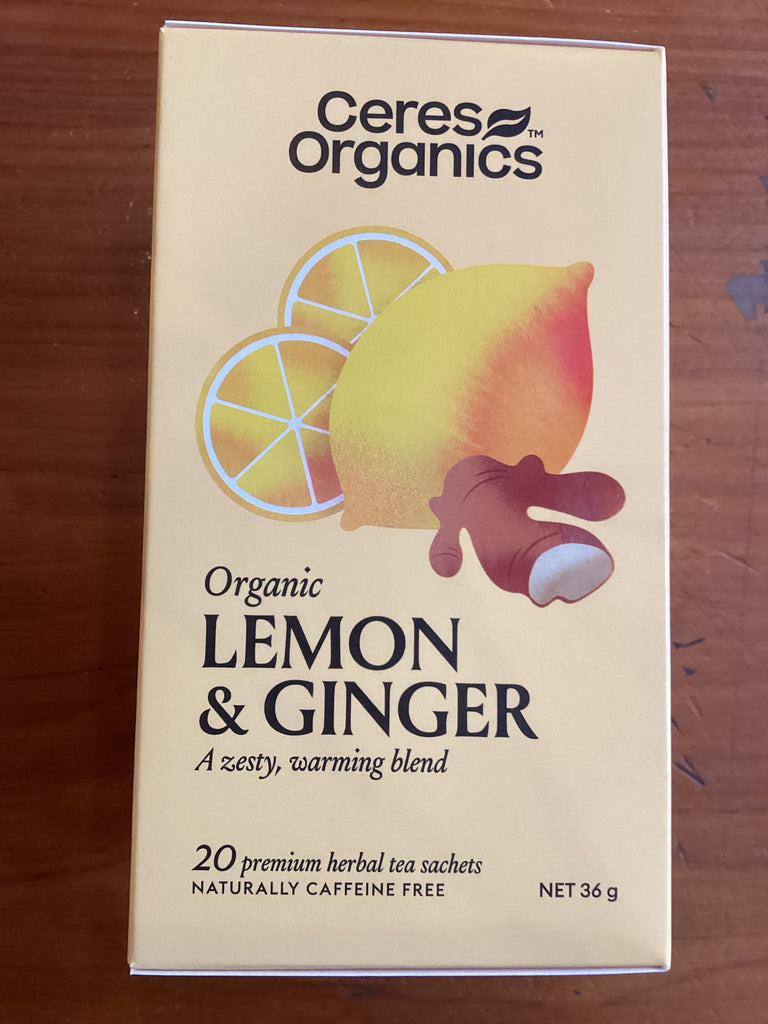 Ceres
Organics™
Organic
LEMON
& GINGER
A zesty, warming blend
20 premium herbal tea sachets
NATURALLY CAFFEINE FREE
NET 36 g